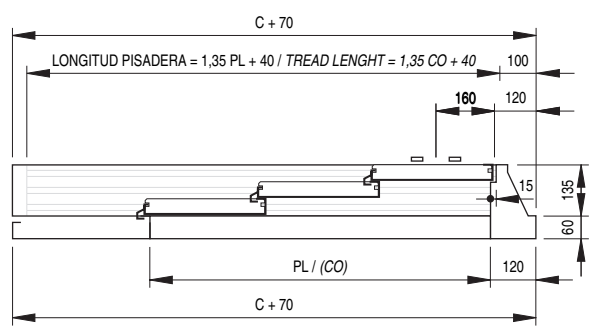 C + 70
LONGITUD PISADERA = 1,35 PL + 40 / TREAD LENGHT = 1,35 CO + 40
100
160
120
15
135
60
PL / (CO)
120
C + 70